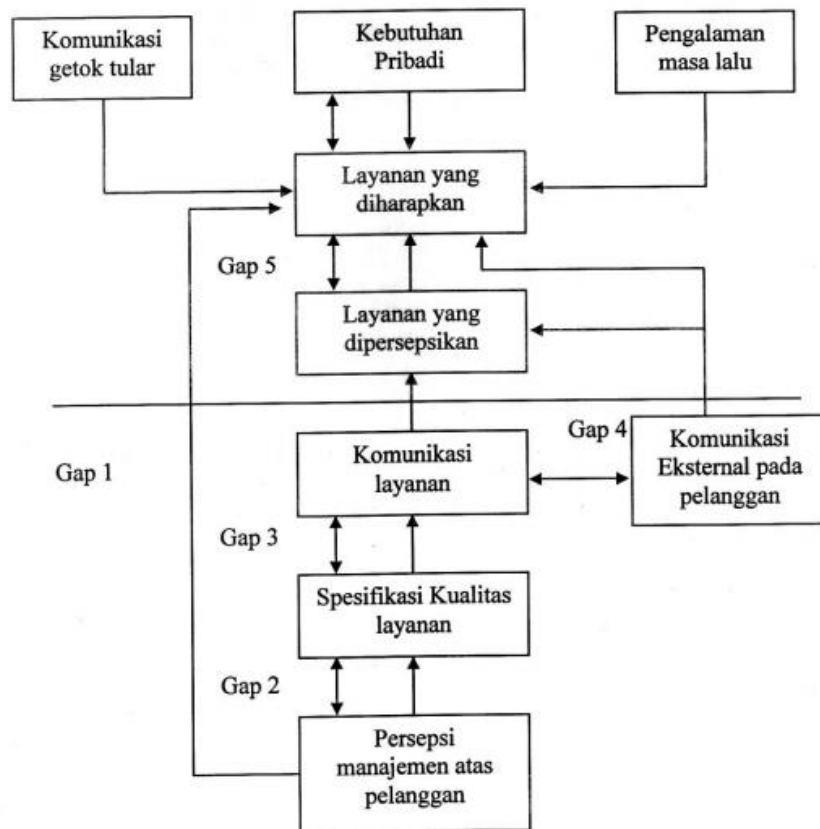 Komunikasi
getok tular
Kebutuhan
Pribadi
Pengalaman
masa lalu
Layanan yang
diharapkan
Gap 5
Layanan yang
dipersepsikan
Gap 1
Komunikasi
layanan
Gap 4
Komunikasi
Eksternal pada
pelanggan
Gap 3
Spesifikasi Kualitas
layanan
Gap 2
Persepsi
manajemen atas
pelanggan